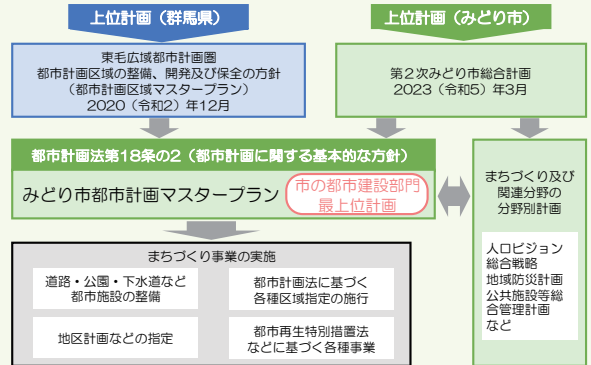 上位計画（群馬県）
上位計画（みどり市）
東毛広域都市計画圏
都市計画区域の整備、開発及び保全の方針
（都市計画区域マスタープラン）
2020（令和2）年12月
第2次みどり市総合計画
2023（令和5）年3月
都市計画法第18条の2（都市計画に関する基本的な方針）
みどり市都市計画マスタープラン
市の都市建設部門
最上位計画
まちづくり及び
関連分野の
分野別計画
人口ビジョン
総合戦略
地域防災計画
公共施設等総
合管理計画
など
まちづくり事業の実施
道路・公園・下水道など
都市施設の整備
都市計画法に基づく
各種区域指定の施行
地区計画などの指定
都市再生特別措置法
などに基づく各種事業